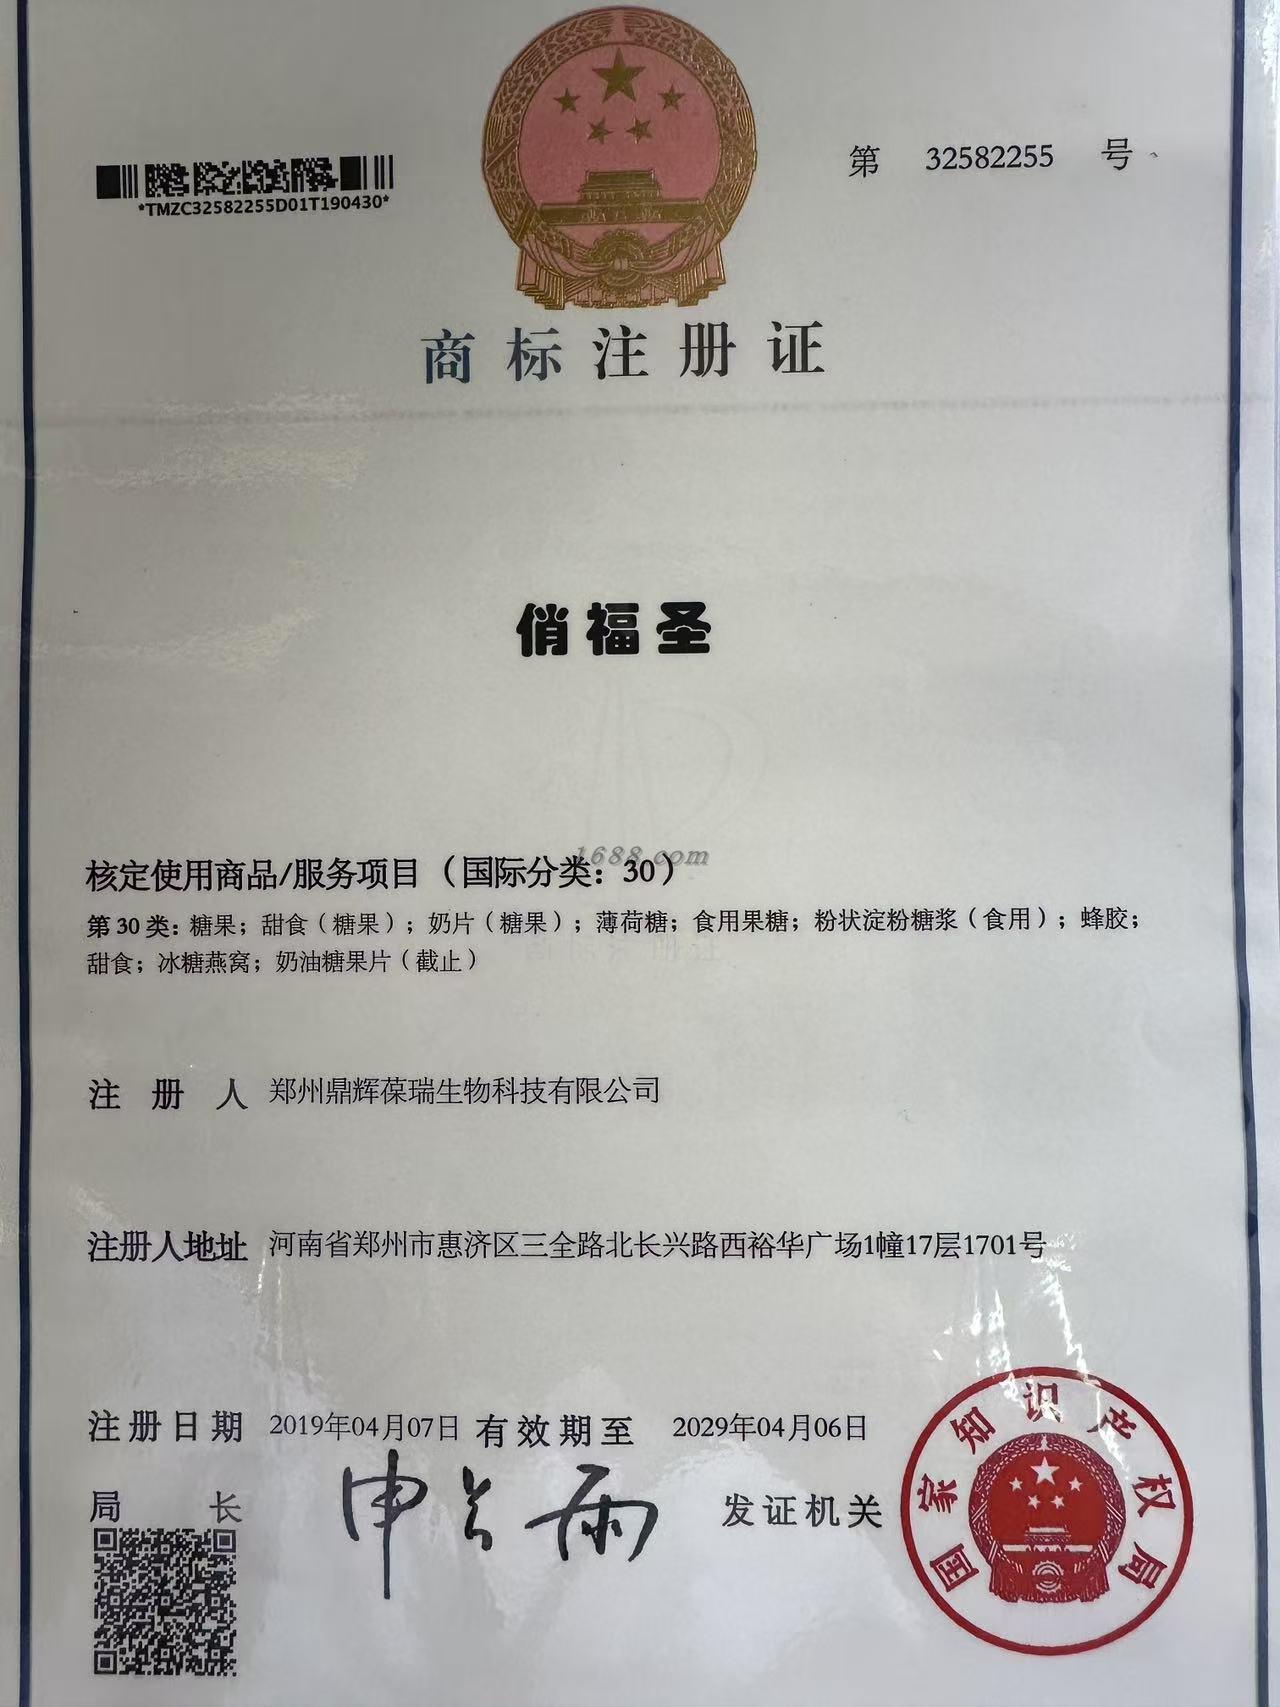 第 32582255 号
*TMZC32582255D01T190430*
商标注册证
俏福圣
1688.com
核定使用商品/服务项目（国际分类：30）
第30类：糖果；甜食（糖果）；奶片（糖果）；薄荷糖；食用果糖；粉状淀粉糖浆（食用）；蜂胶；
甜食；冰糖燕窝；奶油糖果片（截止）
注册人 郑州鼎辉葆瑞生物科技有限公司
注册人地址 河南省郑州市惠济区三全路北长兴路西裕华广场1幢17层1701号
注册日期 2019年04月07日 有效期至 2029年04月06日
局长 申长雨 发证机关
国家知识产权局